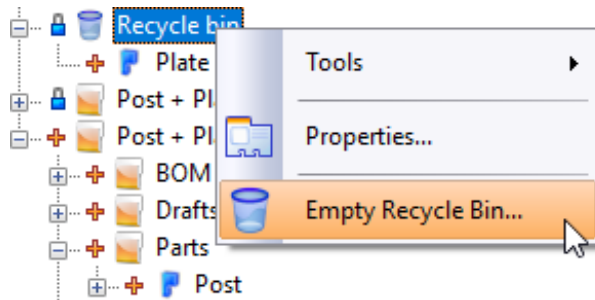 Recycle bin
Plate
Tools
Post + Pl
Post + Pl
Properties...
BOM
Drafts
Empty Recycle Bin...
Parts
Post